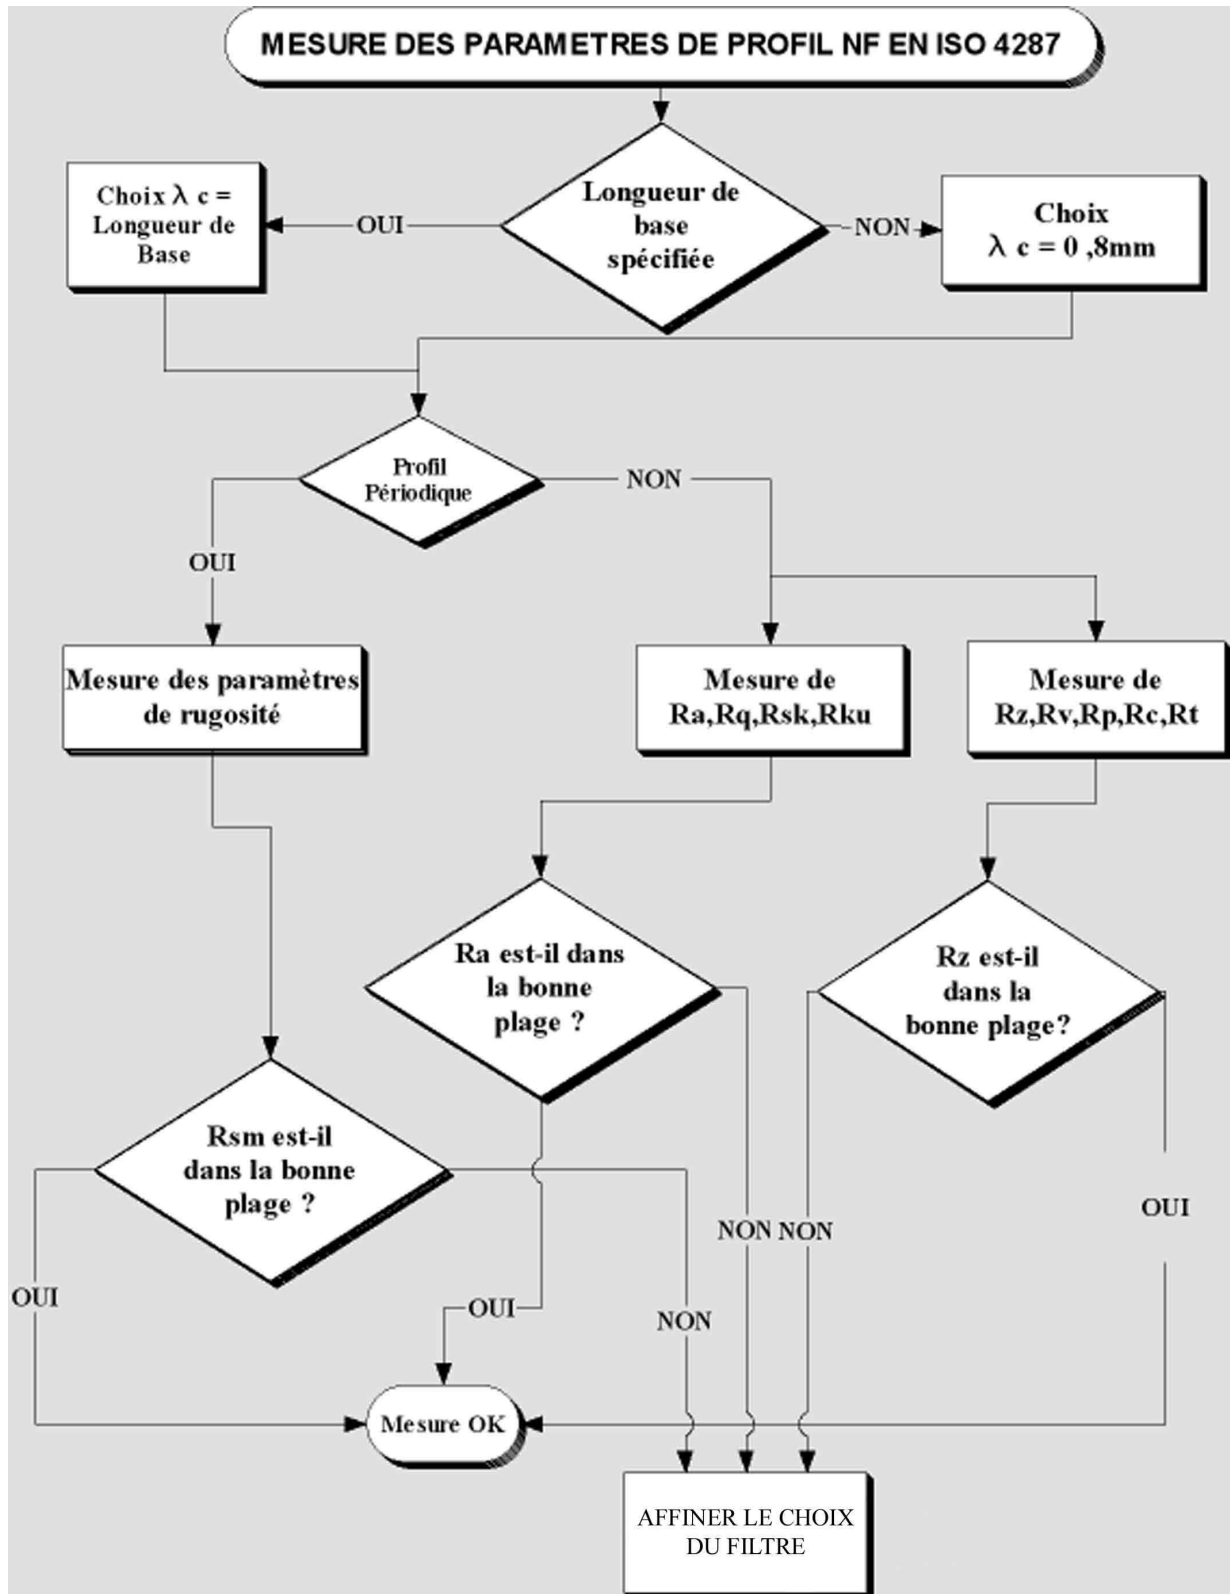 MESURE DES PARAMETRES DE PROFIL NF EN ISO 4287
Longueur de
base
spécifiée
OUI
NON
Choix λ c =
Longueur de
Base
Choix
λ c = 0 ,8mm
Profil
Périodique
OUI
NON
Mesure des paramètres
de rugosité
Mesure de
Ra,Rq,Rsk,Rku
Mesure de
Rz,Rv,Rp,Rc,Rt
Ra est-il dans
la bonne
plage ?
Rz est-il
dans la
bonne plage?
Rsm est-il
dans la bonne
plage ?
OUI
OUI
NON
NON
NON
OUI
Mesure OK
AFFINER LE CHOIX
DU FILTRE